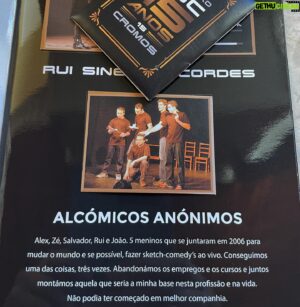 GETHU
ANOS
CROMOS
RUI SINE CORDES
ALCÓMICOS ANÓNIMOS
Alex, Zé, Salvador, Rui e João. 5 meninos que se juntaram em 2006 para
mudar o mundo e se possível, fazer sketch-comedy's ao vivo. Conseguimos
uma das coisas, três vezes. Abandonámos os empregos e os cursos e juntos
montámos aquela que seria a minha base nesta profissão e na vida.
Não podia ter começado em melhor companhia.